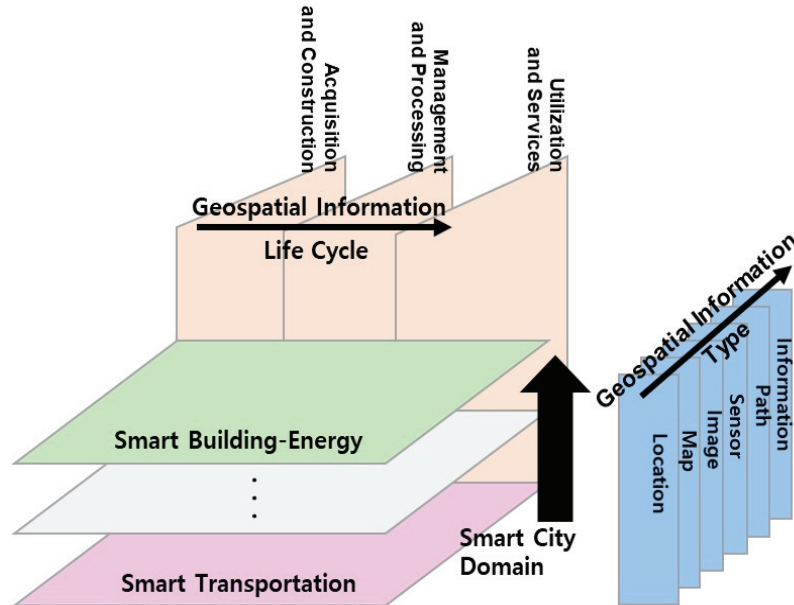 Acquisition
and Construction
Management
and Processing
Utilization
and Services
Geospatial Information
Life Cycle
Geospatial Information
Type
Location
Map
Image
Sensor
Path
Information
Smart Building-Energy
⋮
Smart City
Domain
Smart Transportation